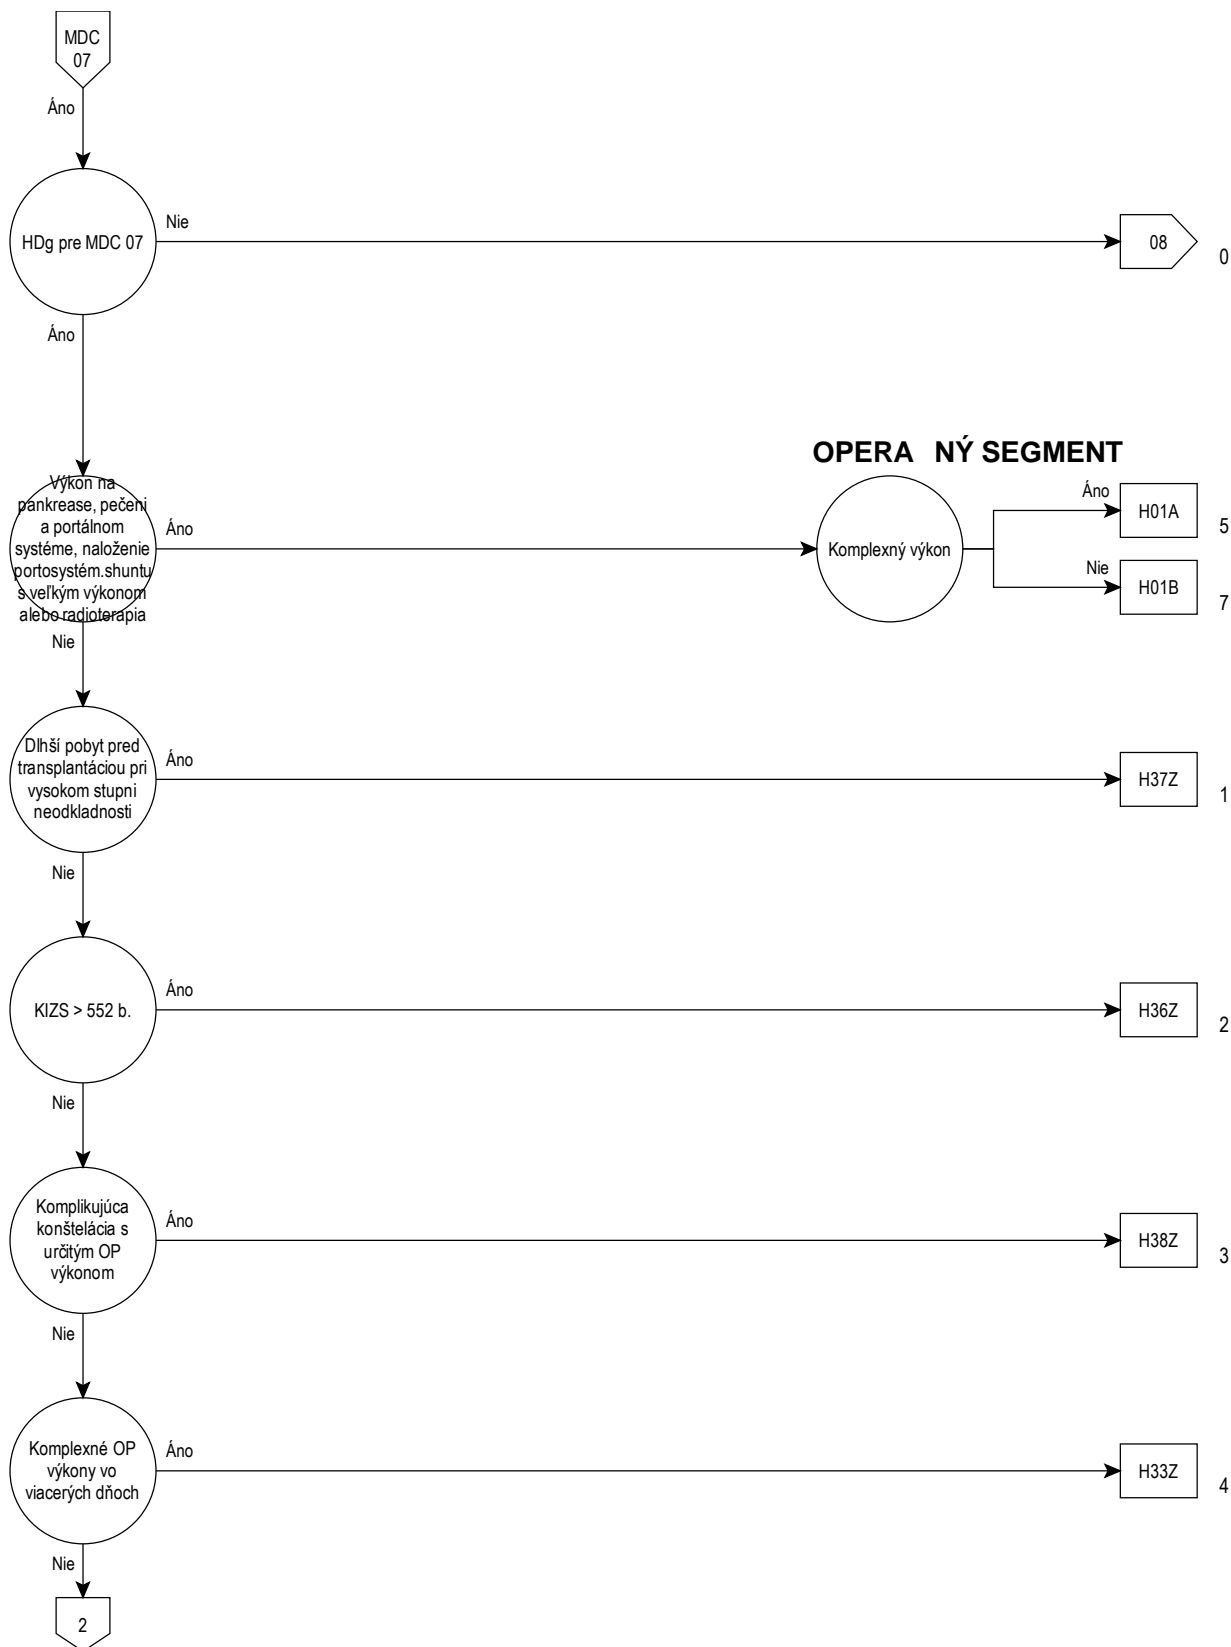 MDC
07
Áno
HDg pre MDC 07
Nie
08
0
Áno
OPERA NÝ SEGMENT
Výkon na
pankrease, pečeni
a portálnom
systéme, naloženie
portosystém.shuntu
s veľkým výkonom
alebo radioterapia
Áno
Komplexný výkon
Áno
H01A
5
Nie
H01B
7
Nie
Dlhší pobyt pred
transplantáciou pri
vysokom stupni
neodkladnosti
Áno
H37Z
1
Nie
KIZS > 552 b.
Áno
H36Z
2
Nie
Komplikujúca
konštelácia s
určitým OP
výkonom
Áno
H38Z
3
Nie
Komplexné OP
výkony vo
viacerých dňoch
Áno
H33Z
4
Nie
2